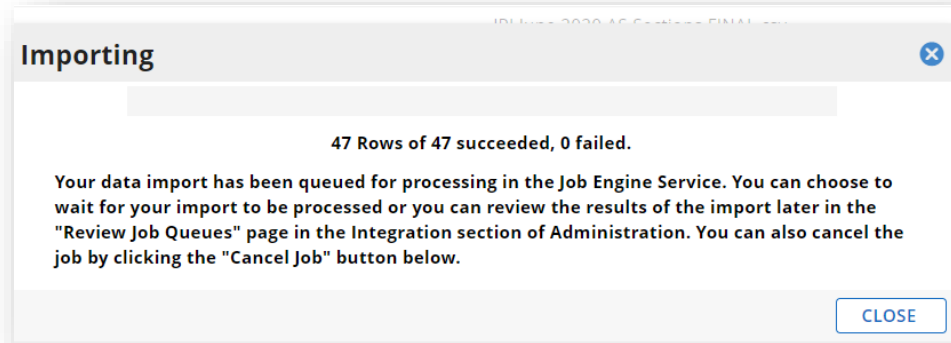 Importing
47 Rows of 47 succeeded, 0 failed.
Your data import has been queued for processing in the Job Engine Service. You can choose to
wait for your import to be processed or you can review the results of the import later in the
"Review Job Queues" page in the Integration section of Administration. You can also cancel the
job by clicking the "Cancel Job" button below.
CLOSE